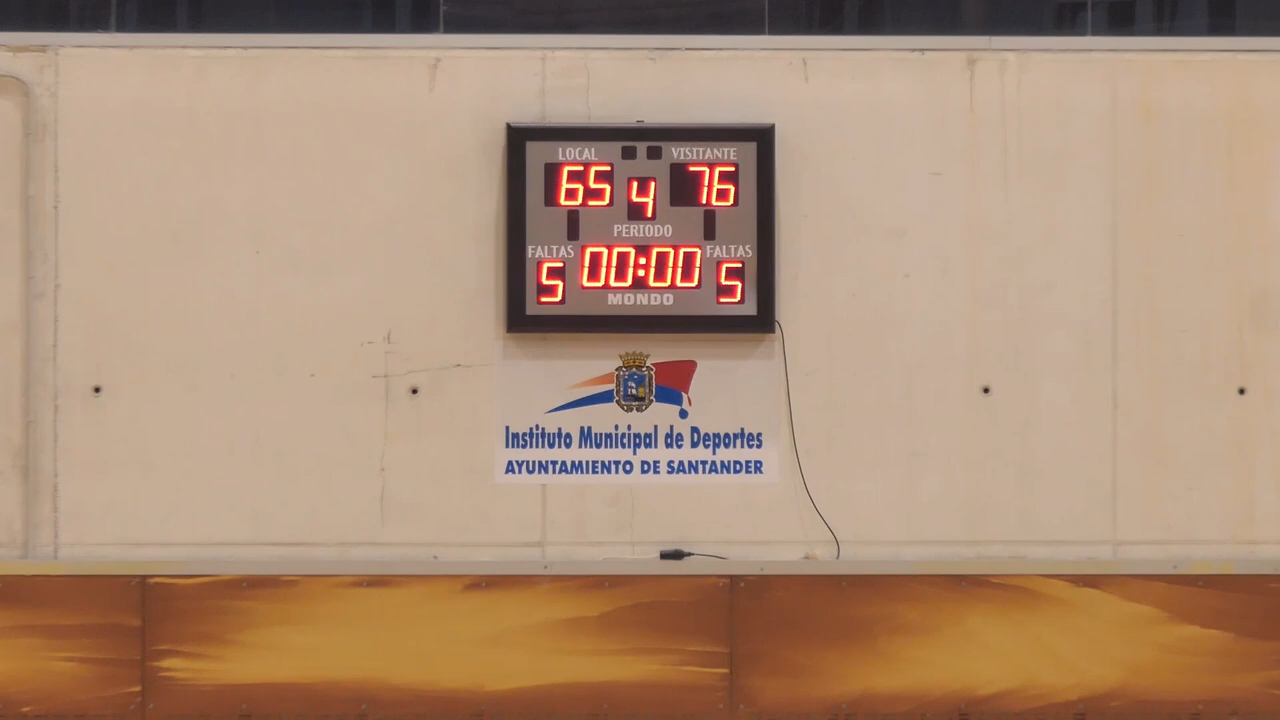 LOCAL VISITANTE
65 4 76
PERIODO
FALTAS 00:00 FALTAS
5 5
MONDO
Instituto Municipal de Deportes
AYUNTAMIENTO DE SANTANDER